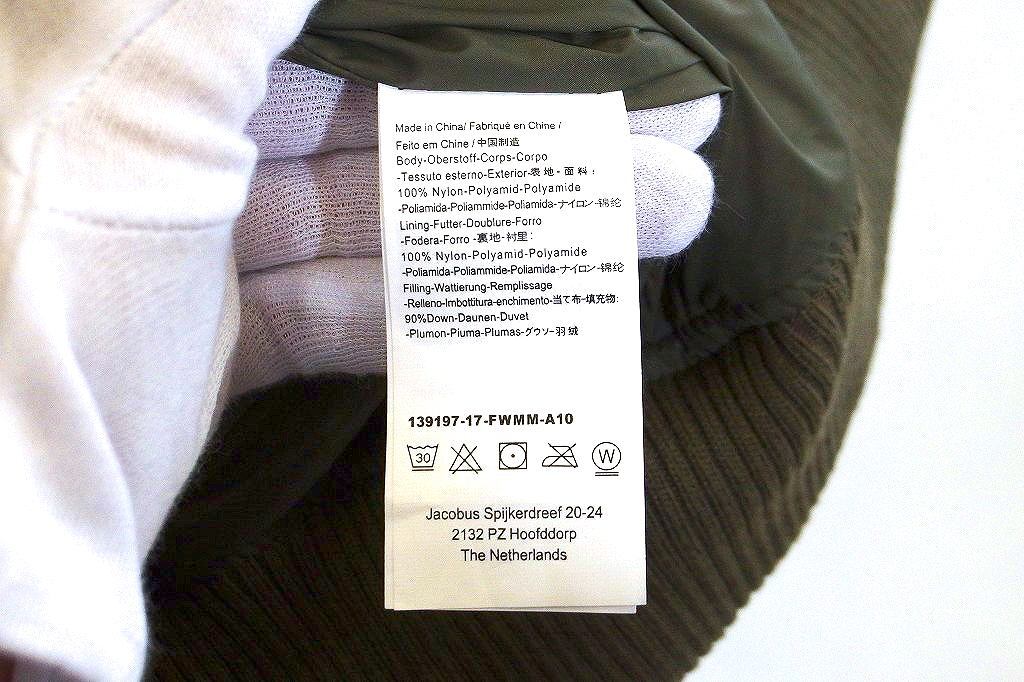 Made in China/ Fabriqué en Chine /
Feito em Chine / 中国制造
Body-Oberstoff-Corps-Corpo
-Tessuto esterno-Exterior-表地-面料:
100% Nylon-Polyamid-Polyamide
-Poliamida-Poliammide-Poliamida-ナイロン-锦纶
Lining-Futter-Doublure-Forro
-Fodera-Forro -裏地-衬里:
100% Nylon-Polyamid-Polyamide
-Poliamida-Poliammide-Poliamida-ナイロン-锦纶
Filling-Wattierung-Remplissage
-Relleno-Imbottitura-enchimento-当て布-填充物:
90%Down-Daunen-Duvet
-Plumon-Piuma-Plumas-グウソー羽绒
139197-17-FWMM-A10
30 W
Jacobus Spijkerdreef 20-24
2132 PZ Hoofddorp
The Netherlands